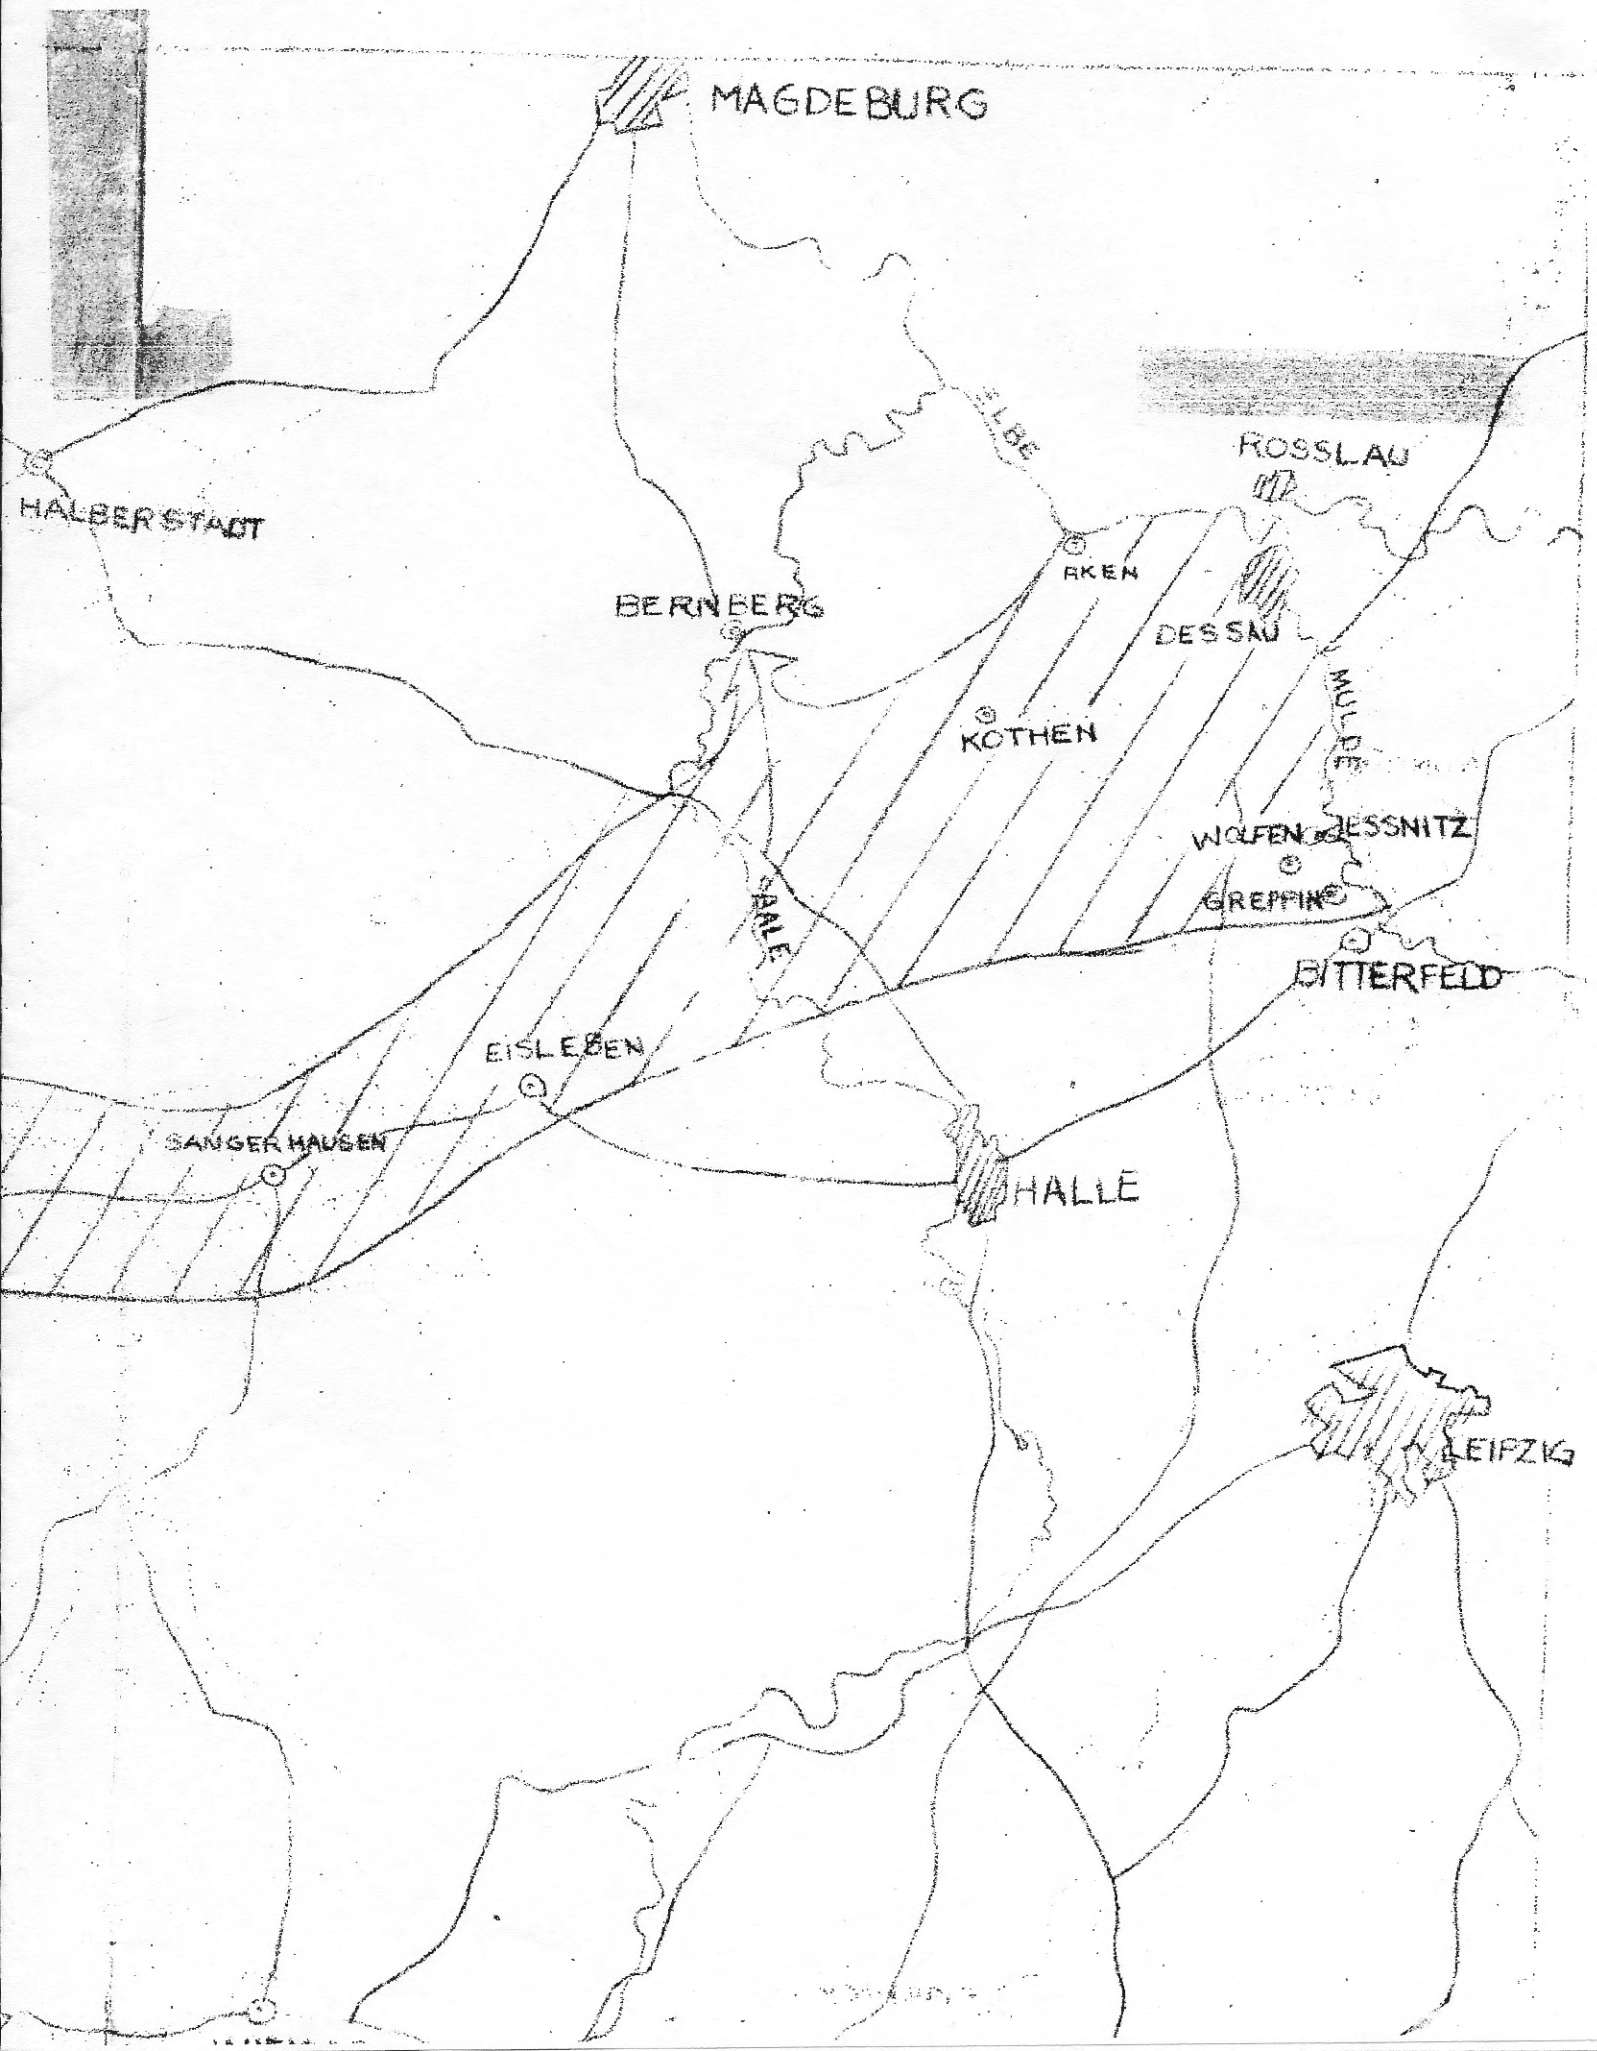 MAGDEBURG
ELBE
ROSSLAU
HALBERSTADT
AKEN
BERNBERG
DESSAU
MULDE
KOTHEN
WOLFEN
JESSNITZ
SAALE
GREPPIN
BITTERFELD
EISLEBEN
SANGERHAUSEN
HALLE
LEIPZIG